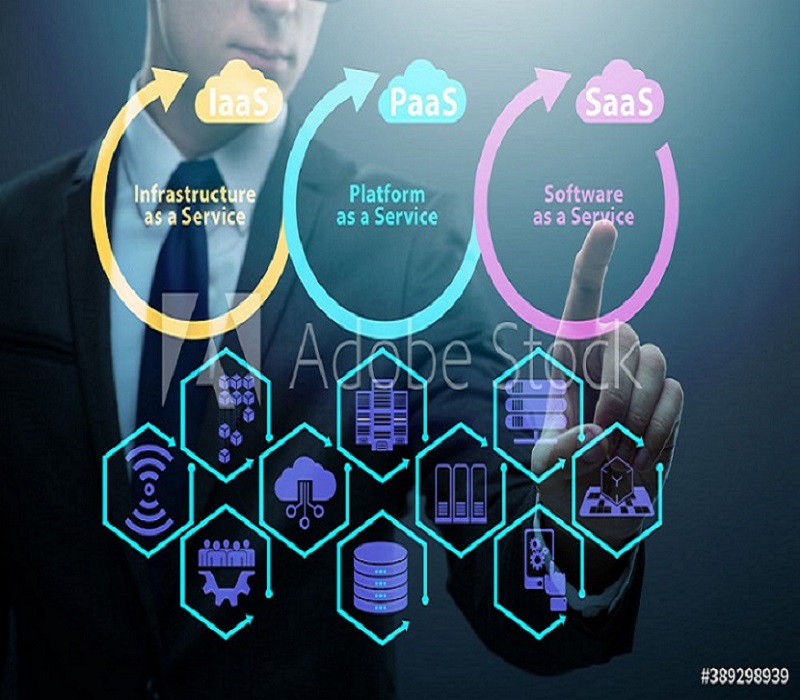 IaaS
PaaS
SaaS
Infrastructure
as a Service
Platform
as a Service
Software
as a Service
Adobe Stock
#389298939